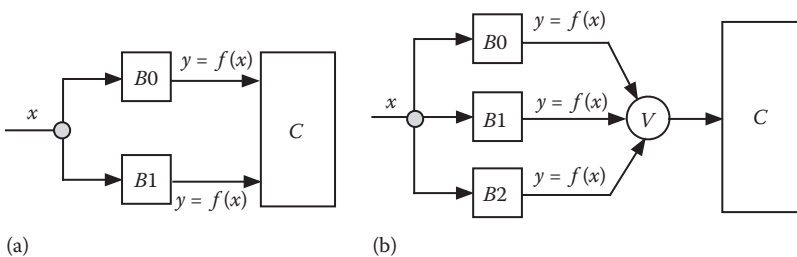 x
B0
y = f(x)
B1
y = f(x)
C
(a)
x
B0
y = f(x)
B1
y = f(x)
B2
y = f(x)
V
C
(b)